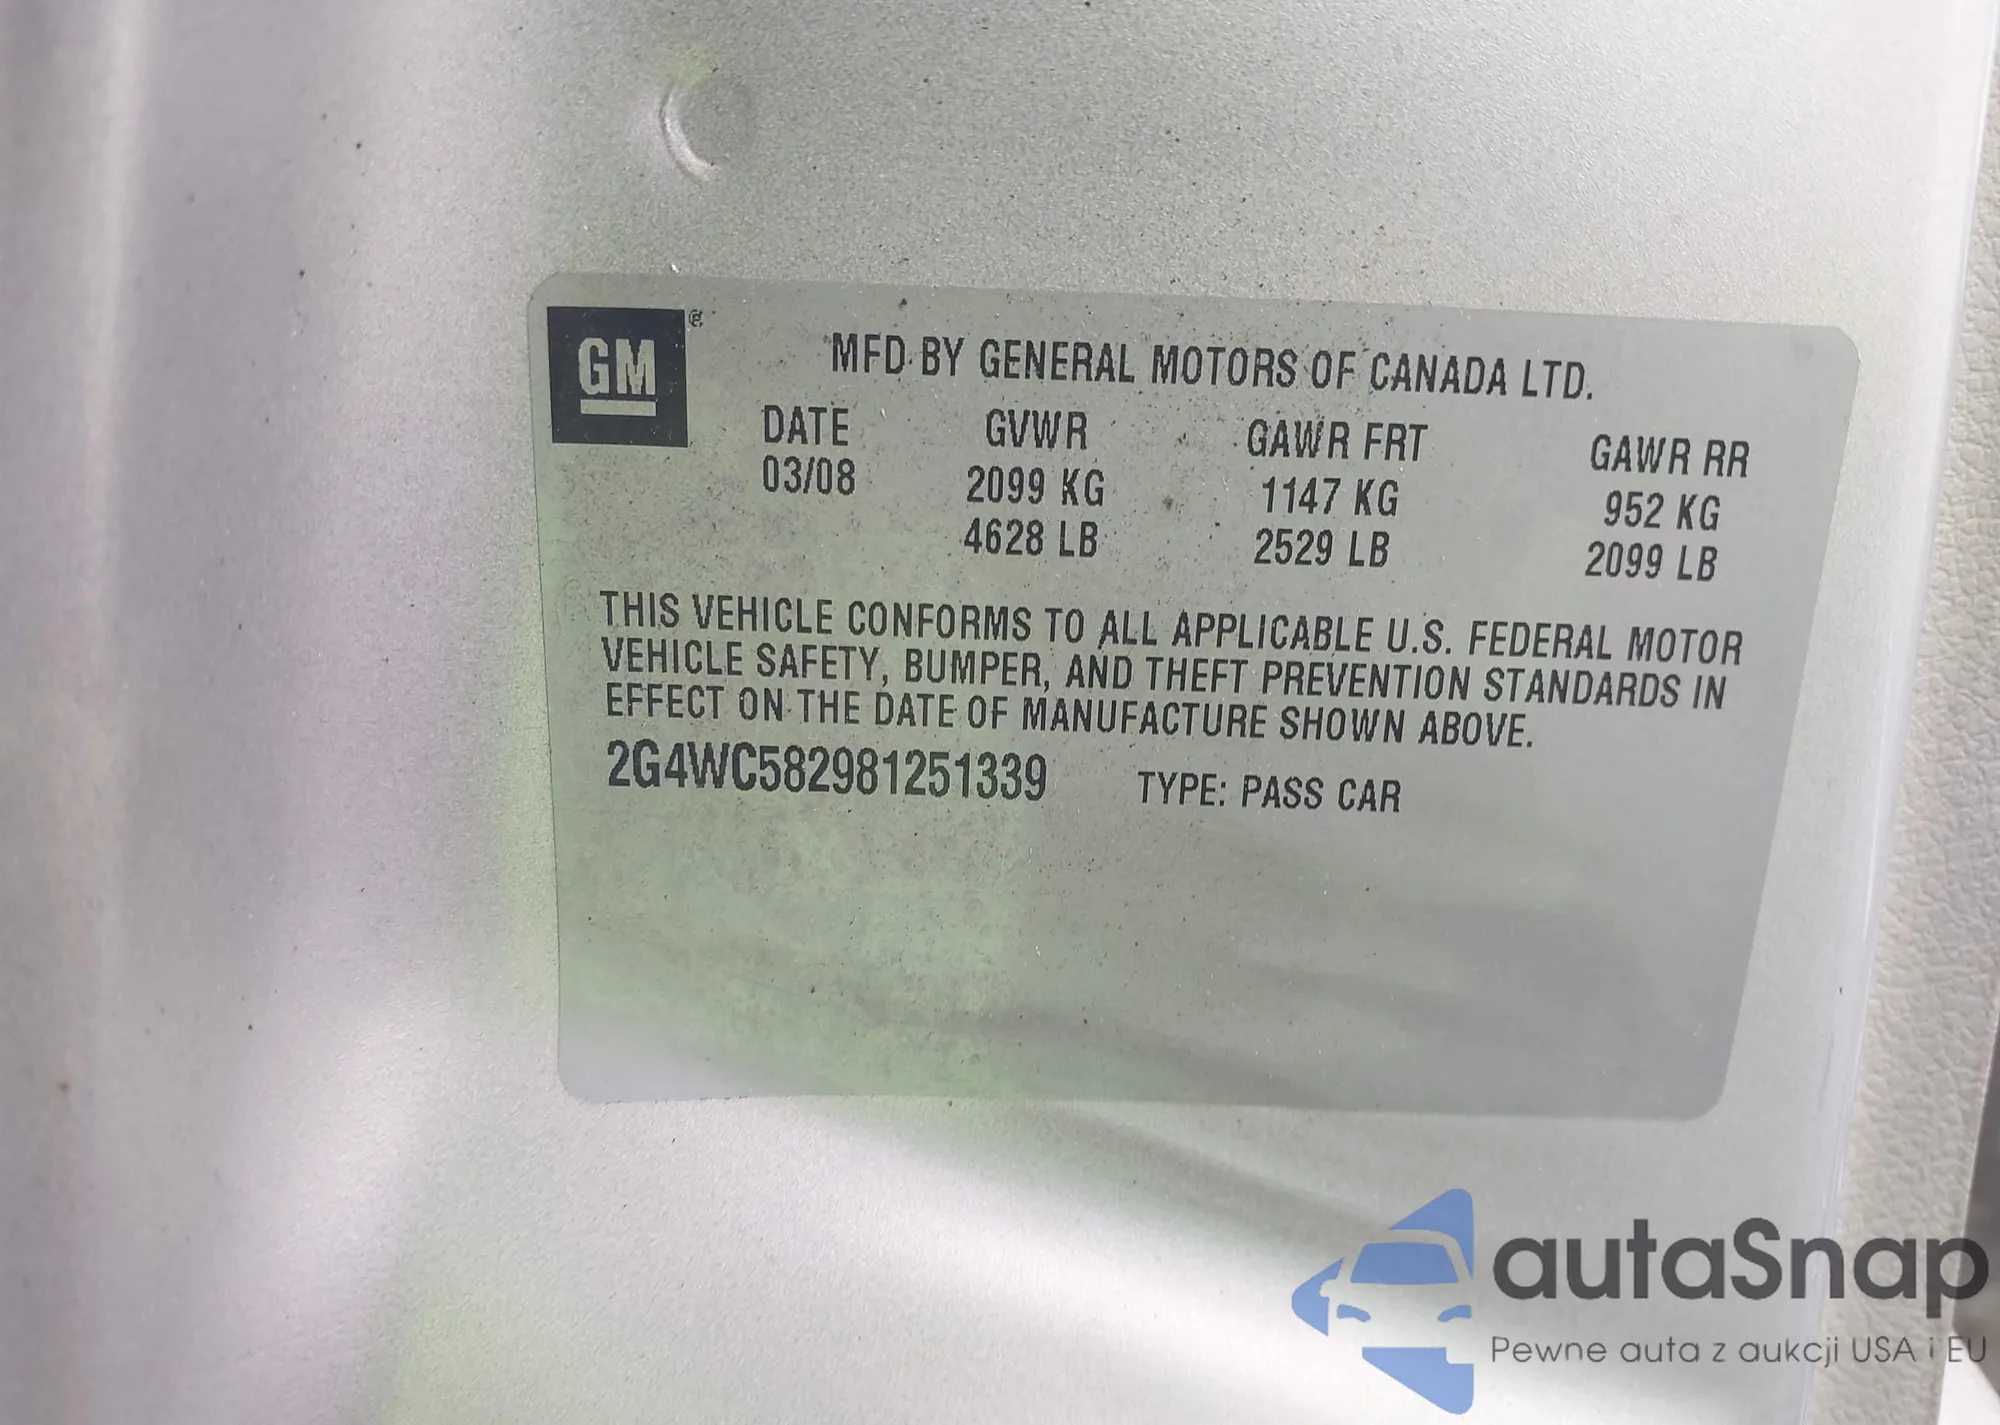 GM
MFD BY GENERAL MOTORS OF CANADA LTD.
DATE GVWR GAWR FRT GAWR RR
03/08 2099 KG 1147 KG 952 KG
4628 LB 2529 LB 2099 LB
THIS VEHICLE CONFORMS TO ALL APPLICABLE U.S. FEDERAL MOTOR
VEHICLE SAFETY, BUMPER, AND THEFT PREVENTION STANDARDS IN
EFFECT ON THE DATE OF MANUFACTURE SHOWN ABOVE.
2G4WC582981251339 TYPE: PASS CAR
autaSnap
Pewne auta z aukcji USA i EU